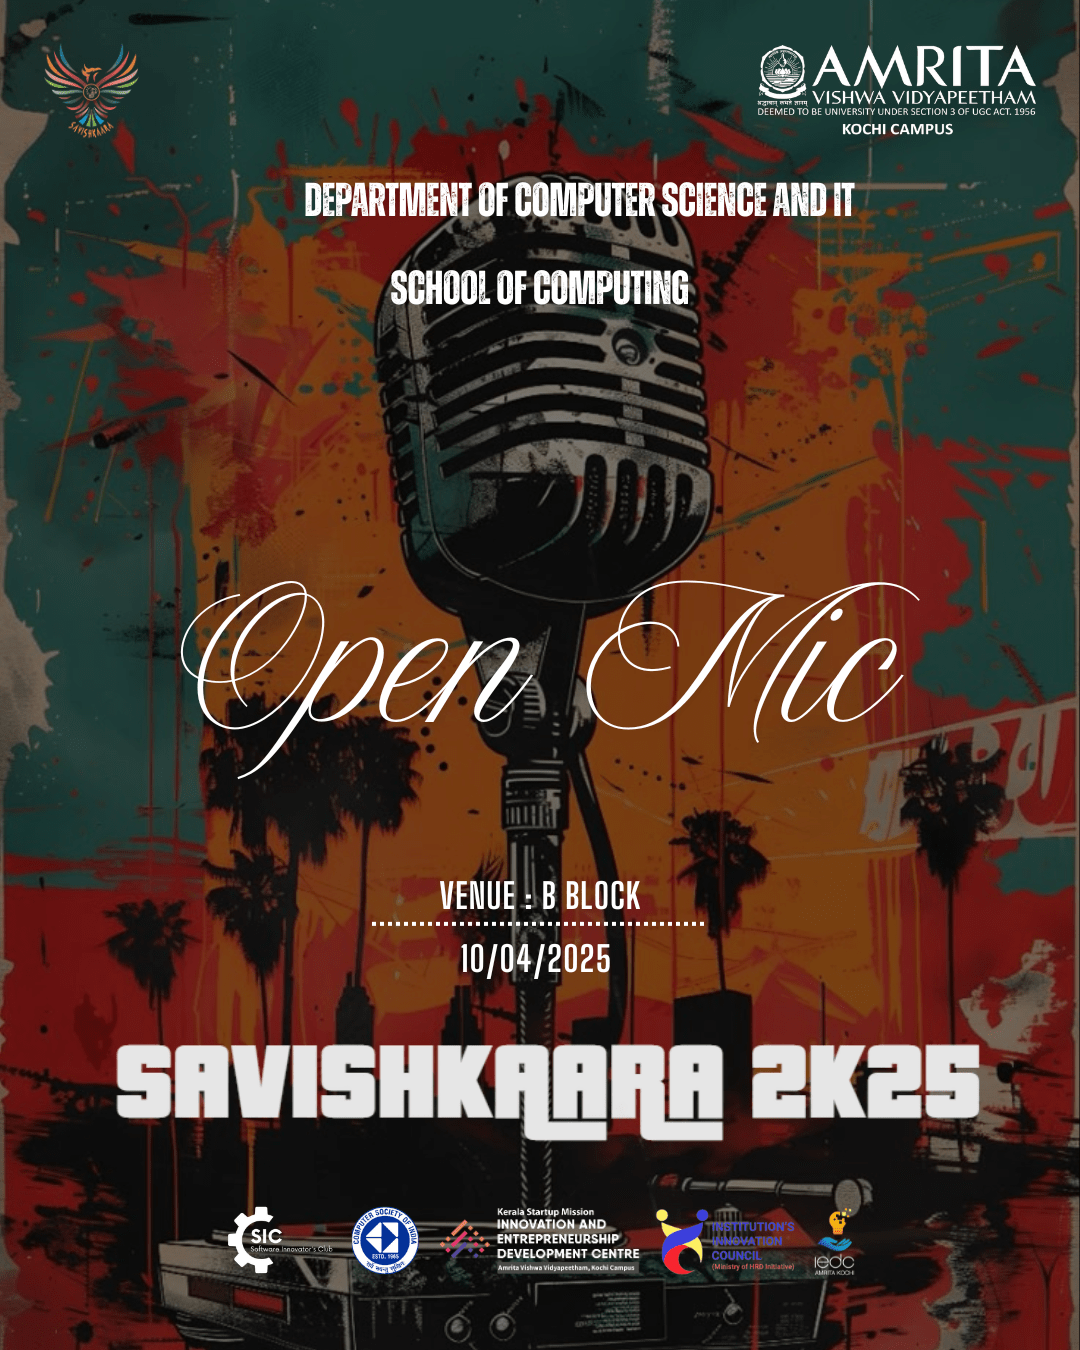 SAVISHKAARA
AMRITA
VISHWA VIDYAPEETHAM
DEEMED TO BE UNIVERSITY UNDER SECTION 3 OF UGC ACT. 1956
KOCHI CAMPUS
DEPARTMENT OF COMPUTER SCIENCE AND IT
SCHOOL OF COMPUTING
Open Mic
VENUE : B BLOCK
10/04/2025
SAVISHKAARA 2K25
SIC
Software Innovator's Club
COMPUTER SOCIETY OF INDIA
ESTD. 1965
Kerala Startup Mission
INNOVATION AND
ENTREPRENEURSHIP
DEVELOPMENT CENTRE
Amrita Vishwa Vidyapeetham, Kochi Campus
INSTITUTION'S
INNOVATION
COUNCIL
(Ministry of HRD Initiative)
iedc
AMRITA KOCHI